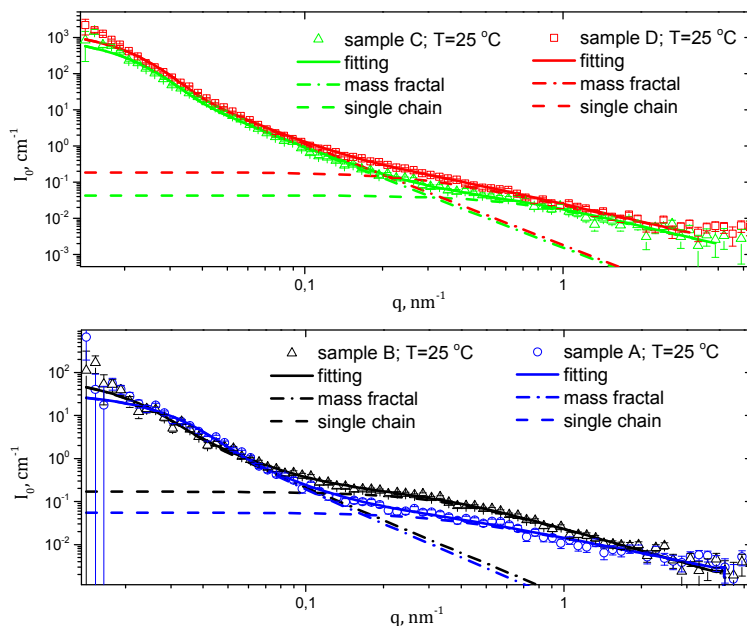 sample C; T=25 °C
fitting
mass fractal
single chain
sample D; T=25 °C
fitting
mass fractal
single chain
I0, cm-1
10³
10²
10¹
10⁰
10⁻¹
10⁻²
10⁻³
0,1
1
q, nm-1
sample B; T=25 °C
fitting
mass fractal
single chain
sample A; T=25 °C
fitting
mass fractal
single chain
I0, cm-1
10²
10¹
10⁰
10⁻¹
10⁻²
0,1
1
q, nm-1